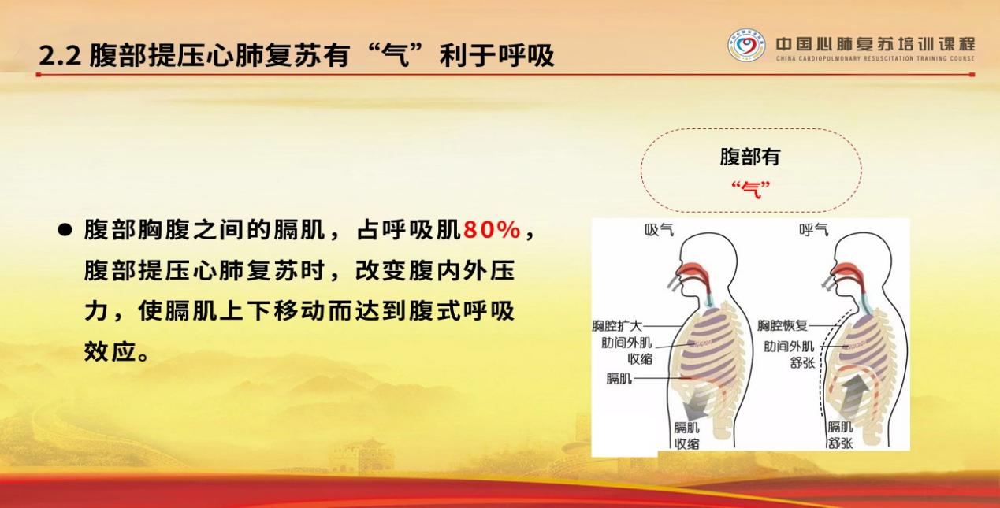 2.2 腹部提压心肺复苏有“气”利于呼吸
中国心肺复苏培训课程
CHINA CARDIOPULMONARY RESUSCITATION TRAINING COURSE
腹部有
“气”
● 腹部胸腹之间的膈肌，占呼吸肌80%，
腹部提压心肺复苏时，改变腹内外压
力，使膈肌上下移动而达到腹式呼吸
效应。
吸气
胸腔扩大
肋间外肌
收缩
膈肌
膈肌
收缩
呼气
胸腔恢复
肋间外肌
舒张
膈肌
舒张